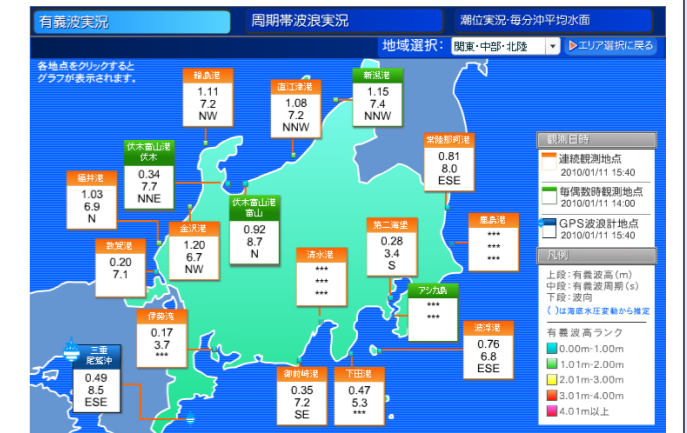 有義波実況
周期帯波浪実況
潮位実況・毎分沖平均水面
地域選択：
関東・中部・北陸
▶エリア選択に戻る
各地点をクリックすると
グラフが表示されます。
輪島港
1.11
7.2
NW
直江津港
1.08
7.2
NNW
新潟港
1.15
7.4
NNW
常陸那珂港
0.81
8.0
ESE
伏木富山港
伏木
0.34
7.7
NNE
福井港
1.03
6.9
N
伏木富山港
富山
0.92
8.7
N
金沢港
1.20
6.7
NW
敦賀港
0.20
7.1
清水港
***
***
***
第二海堡
0.28
3.4
S
鹿島港
***
***
***
アシカ島
***
***
伊勢湾
0.17
3.7
***
波浮港
0.76
6.8
ESE
三重
尾鷲沖
0.49
8.5
ESE
御前崎港
0.35
7.2
SE
下田港
0.47
5.3
***
観測日時
連続観測地点
2010/01/11 15:40
毎偶数時観測地点
2010/01/11 14:00
GPS波浪計地点
2010/01/11 15:40
凡例
上段：有義波高(m)
中段：有義波周期(s)
下段：波向
( )は海底水圧変動から推定
有義波高ランク
0.00m-1.00m
1.01m-2.00m
2.01m-3.00m
3.01m-4.00m
4.01m以上